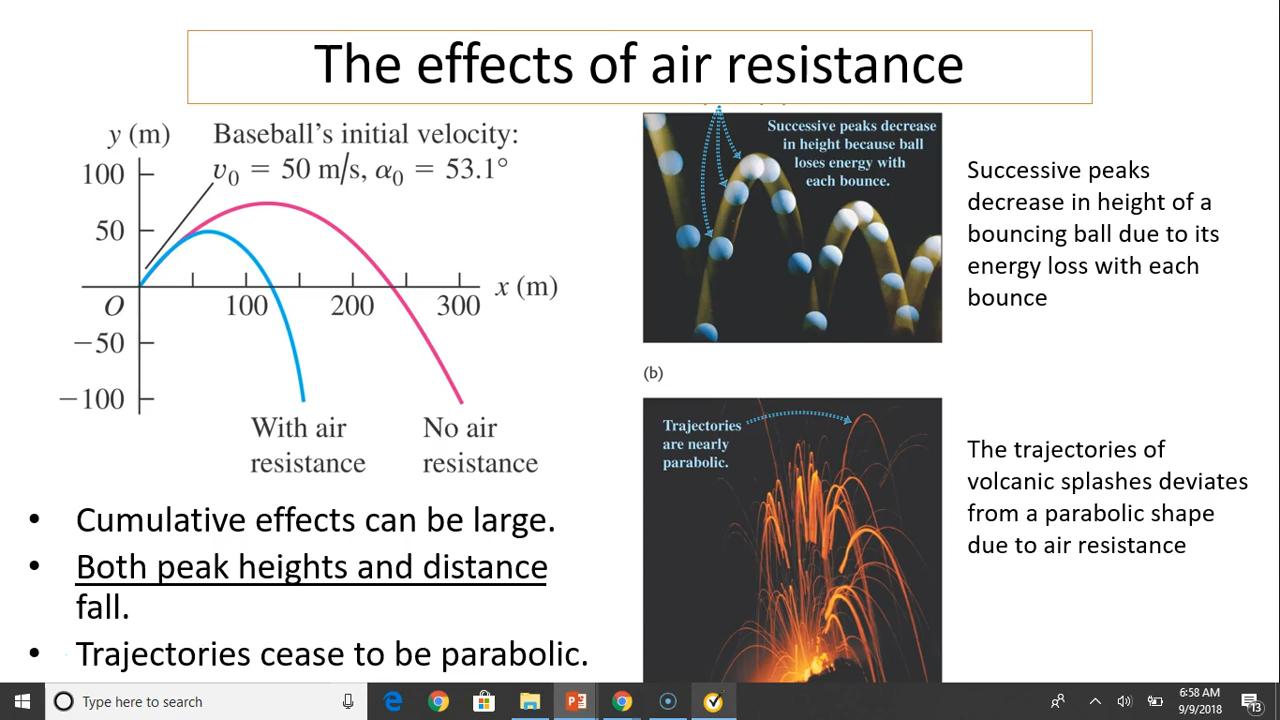 The effects of air resistance
y (m)
Baseball's initial velocity:
v₀ = 50 m/s, α₀ = 53.1°
100
50
O
100
200
300
x (m)
−50
−100
With air
resistance
No air
resistance
• Cumulative effects can be large.
• Both peak heights and distance
fall.
• Trajectories cease to be parabolic.
Successive peaks decrease
in height because ball
loses energy with
each bounce.
(b)
Trajectories
are nearly
parabolic.
Successive peaks
decrease in height of a
bouncing ball due to its
energy loss with each
bounce
The trajectories of
volcanic splashes deviates
from a parabolic shape
due to air resistance
Type here to search
6:58 AM
9/9/2018
13